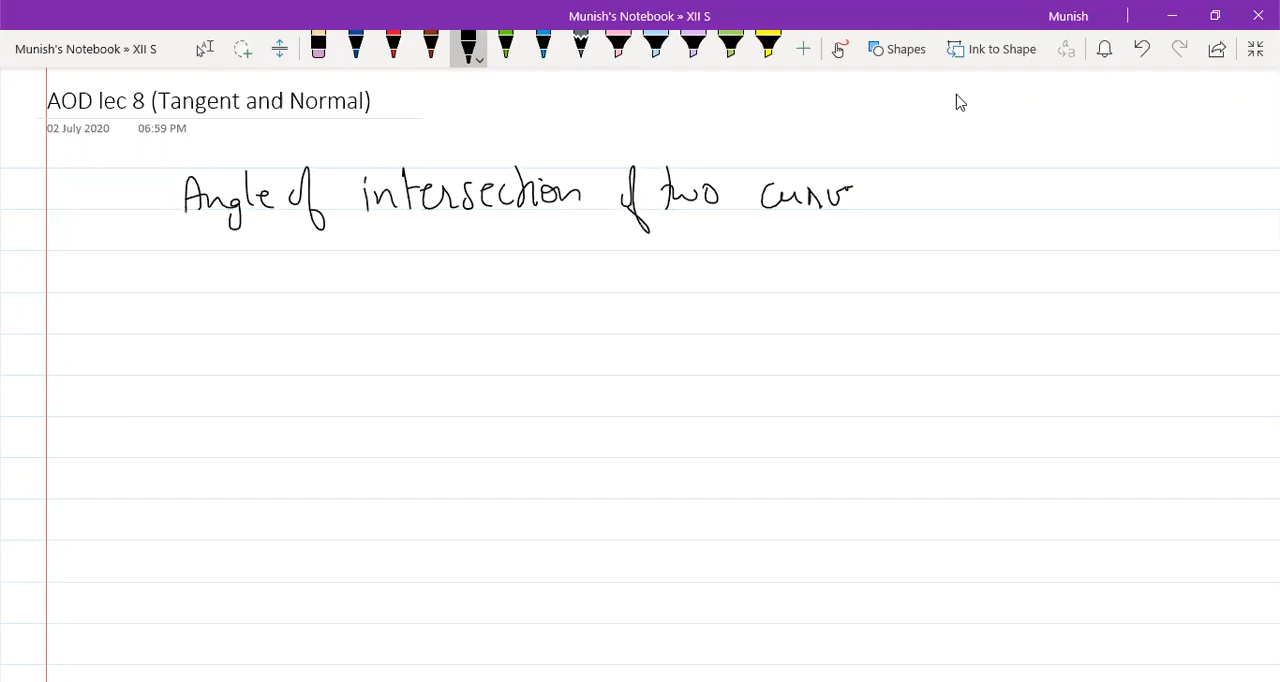 Munish's Notebook » XII S
Munish
Munish's Notebook » XII S
Shapes
Ink to Shape
AOD lec 8 (Tangent and Normal)
02 July 2020 06:59 PM
Angle of intersection of two curv